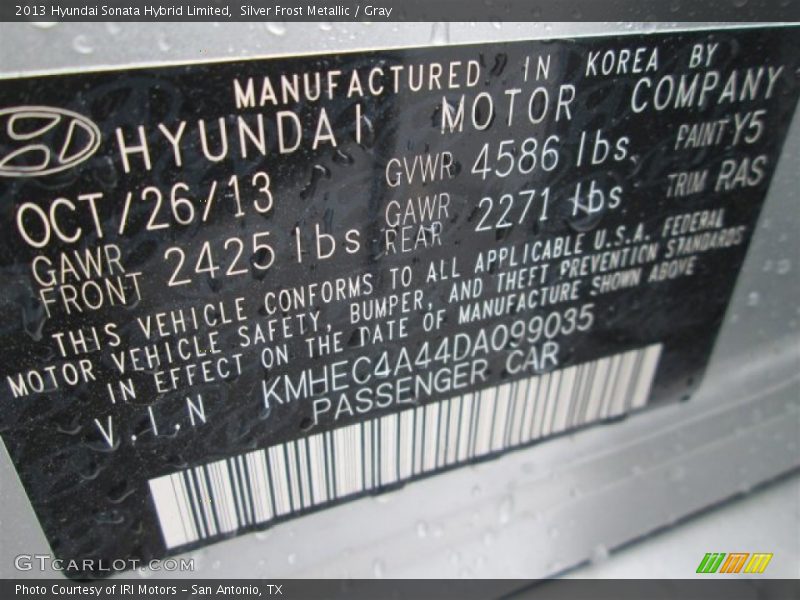 2013 Hyundai Sonata Hybrid Limited,  Silver Frost Metallic / Gray
MANUFACTURED IN KOREA BY
HYUNDAI MOTOR COMPANY
OCT/26/13 GVWR 4586 lbs PAINT Y5
GAWR FRONT 2425 lbs GAWR REAR 2271 lbs TRIM RAS
THIS VEHICLE CONFORMS TO ALL APPLICABLE U.S.A. FEDERAL
MOTOR VEHICLE SAFETY, BUMPER, AND THEFT PREVENTION STANDARDS
IN EFFECT ON THE DATE OF MANUFACTURE SHOWN ABOVE
V.I.N KMHEC4A44DA099035
PASSENGER CAR
GTCARLOT.COM
Photo Courtesy of IRI Motors – San Antonio, TX